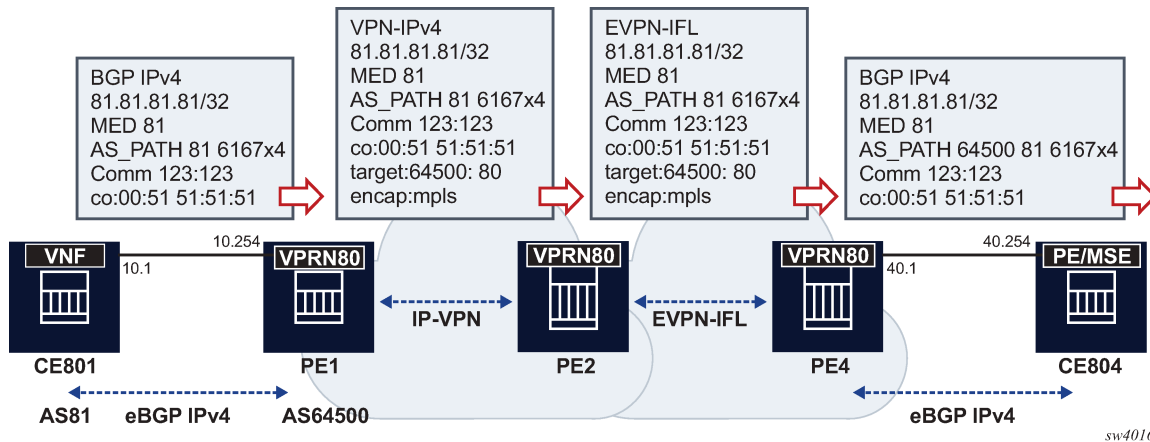 VPN-IPv4
81.81.81.81/32
MED 81
AS_PATH 81 6167x4
Comm 123:123
co:00:51 51:51:51
target:64500: 80
encap:mpls
EVPN-IFL
81.81.81.81/32
MED 81
AS_PATH 81 6167x4
Comm 123:123
co:00:51 51:51:51
target:64500: 80
encap:mpls
BGP IPv4
81.81.81.81/32
MED 81
AS_PATH 81 6167x4
Comm 123:123
co:00:51 51:51:51
BGP IPv4
81.81.81.81/32
MED 81
AS_PATH 64500 81 6167x4
Comm 123:123
co:00:51 51:51:51
VNF
10.1
10.254
VPRN80
VPRN80
VPRN80
40.1
40.254
PE/MSE
IP-VPN
EVPN-IFL
CE801
PE1
PE2
PE4
CE804
AS81
eBGP IPv4
AS64500
eBGP IPv4